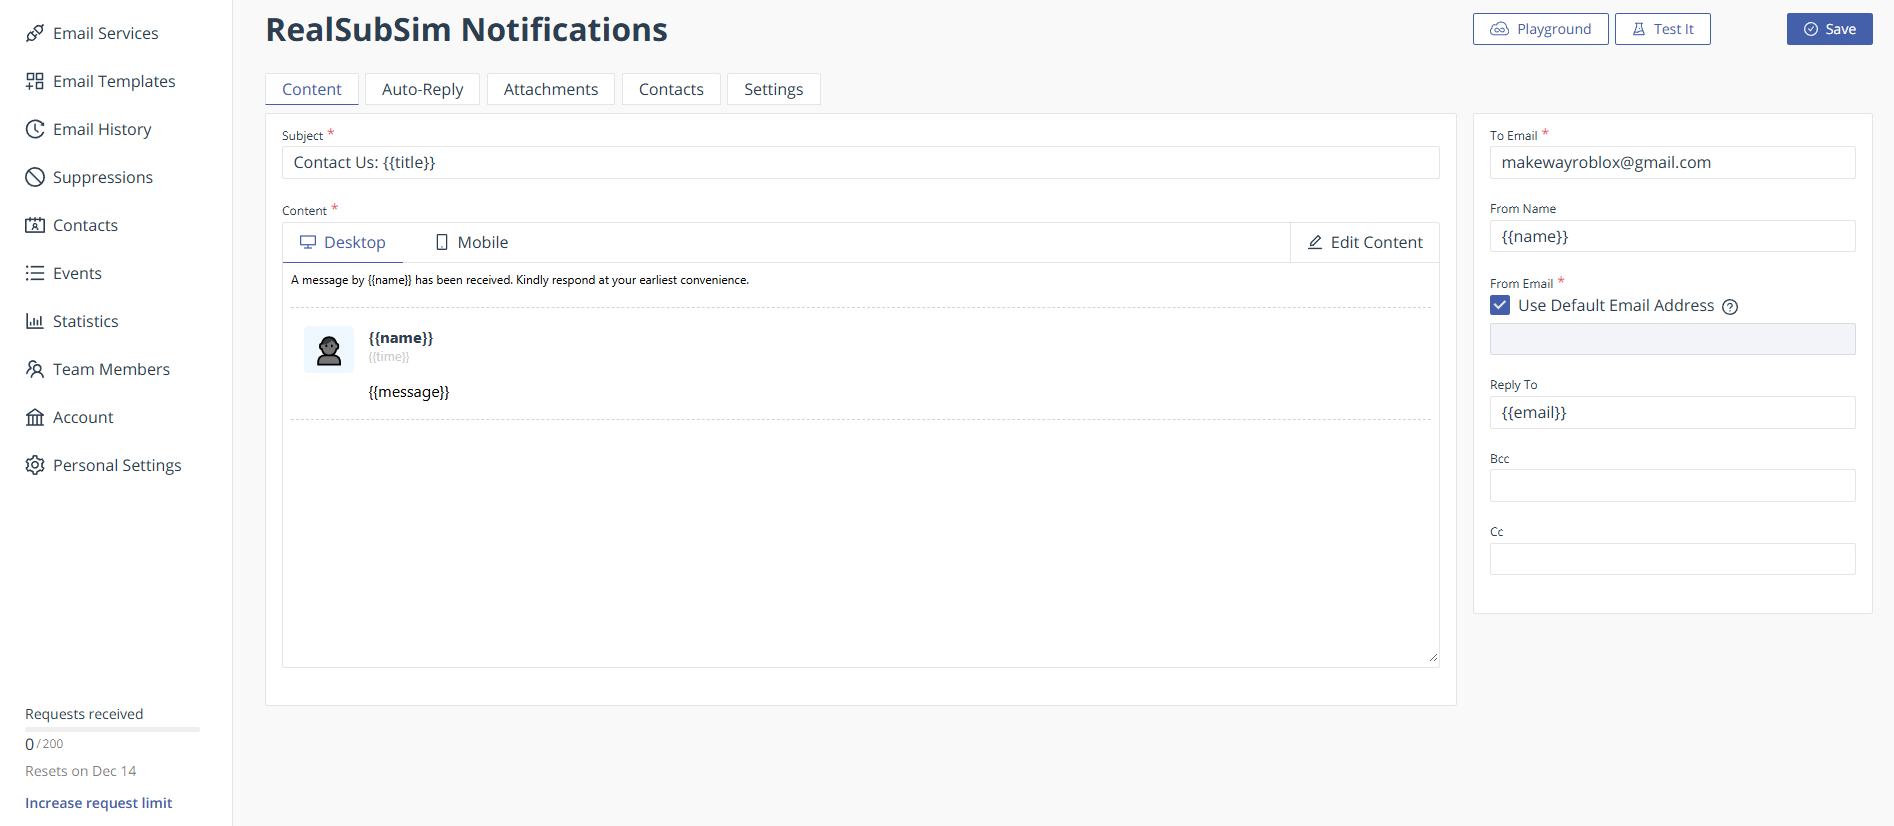 Email Services
Email Templates
Email History
Suppressions
Contacts
Events
Statistics
Team Members
Account
Personal Settings
Requests received
0 / 200
Resets on Dec 14
Increase request limit
RealSubSim Notifications
Playground
Test It
Save
Content
Auto-Reply
Attachments
Contacts
Settings
Subject *
Contact Us: {{title}}
Content *
Desktop
Mobile
Edit Content
A message by {{name}} has been received. Kindly respond at your earliest convenience.
{{name}}
{{time}}
{{message}}
To Email *
makewayroblox@gmail.com
From Name
{{name}}
From Email *
Use Default Email Address
Reply To
{{email}}
Bcc
Cc